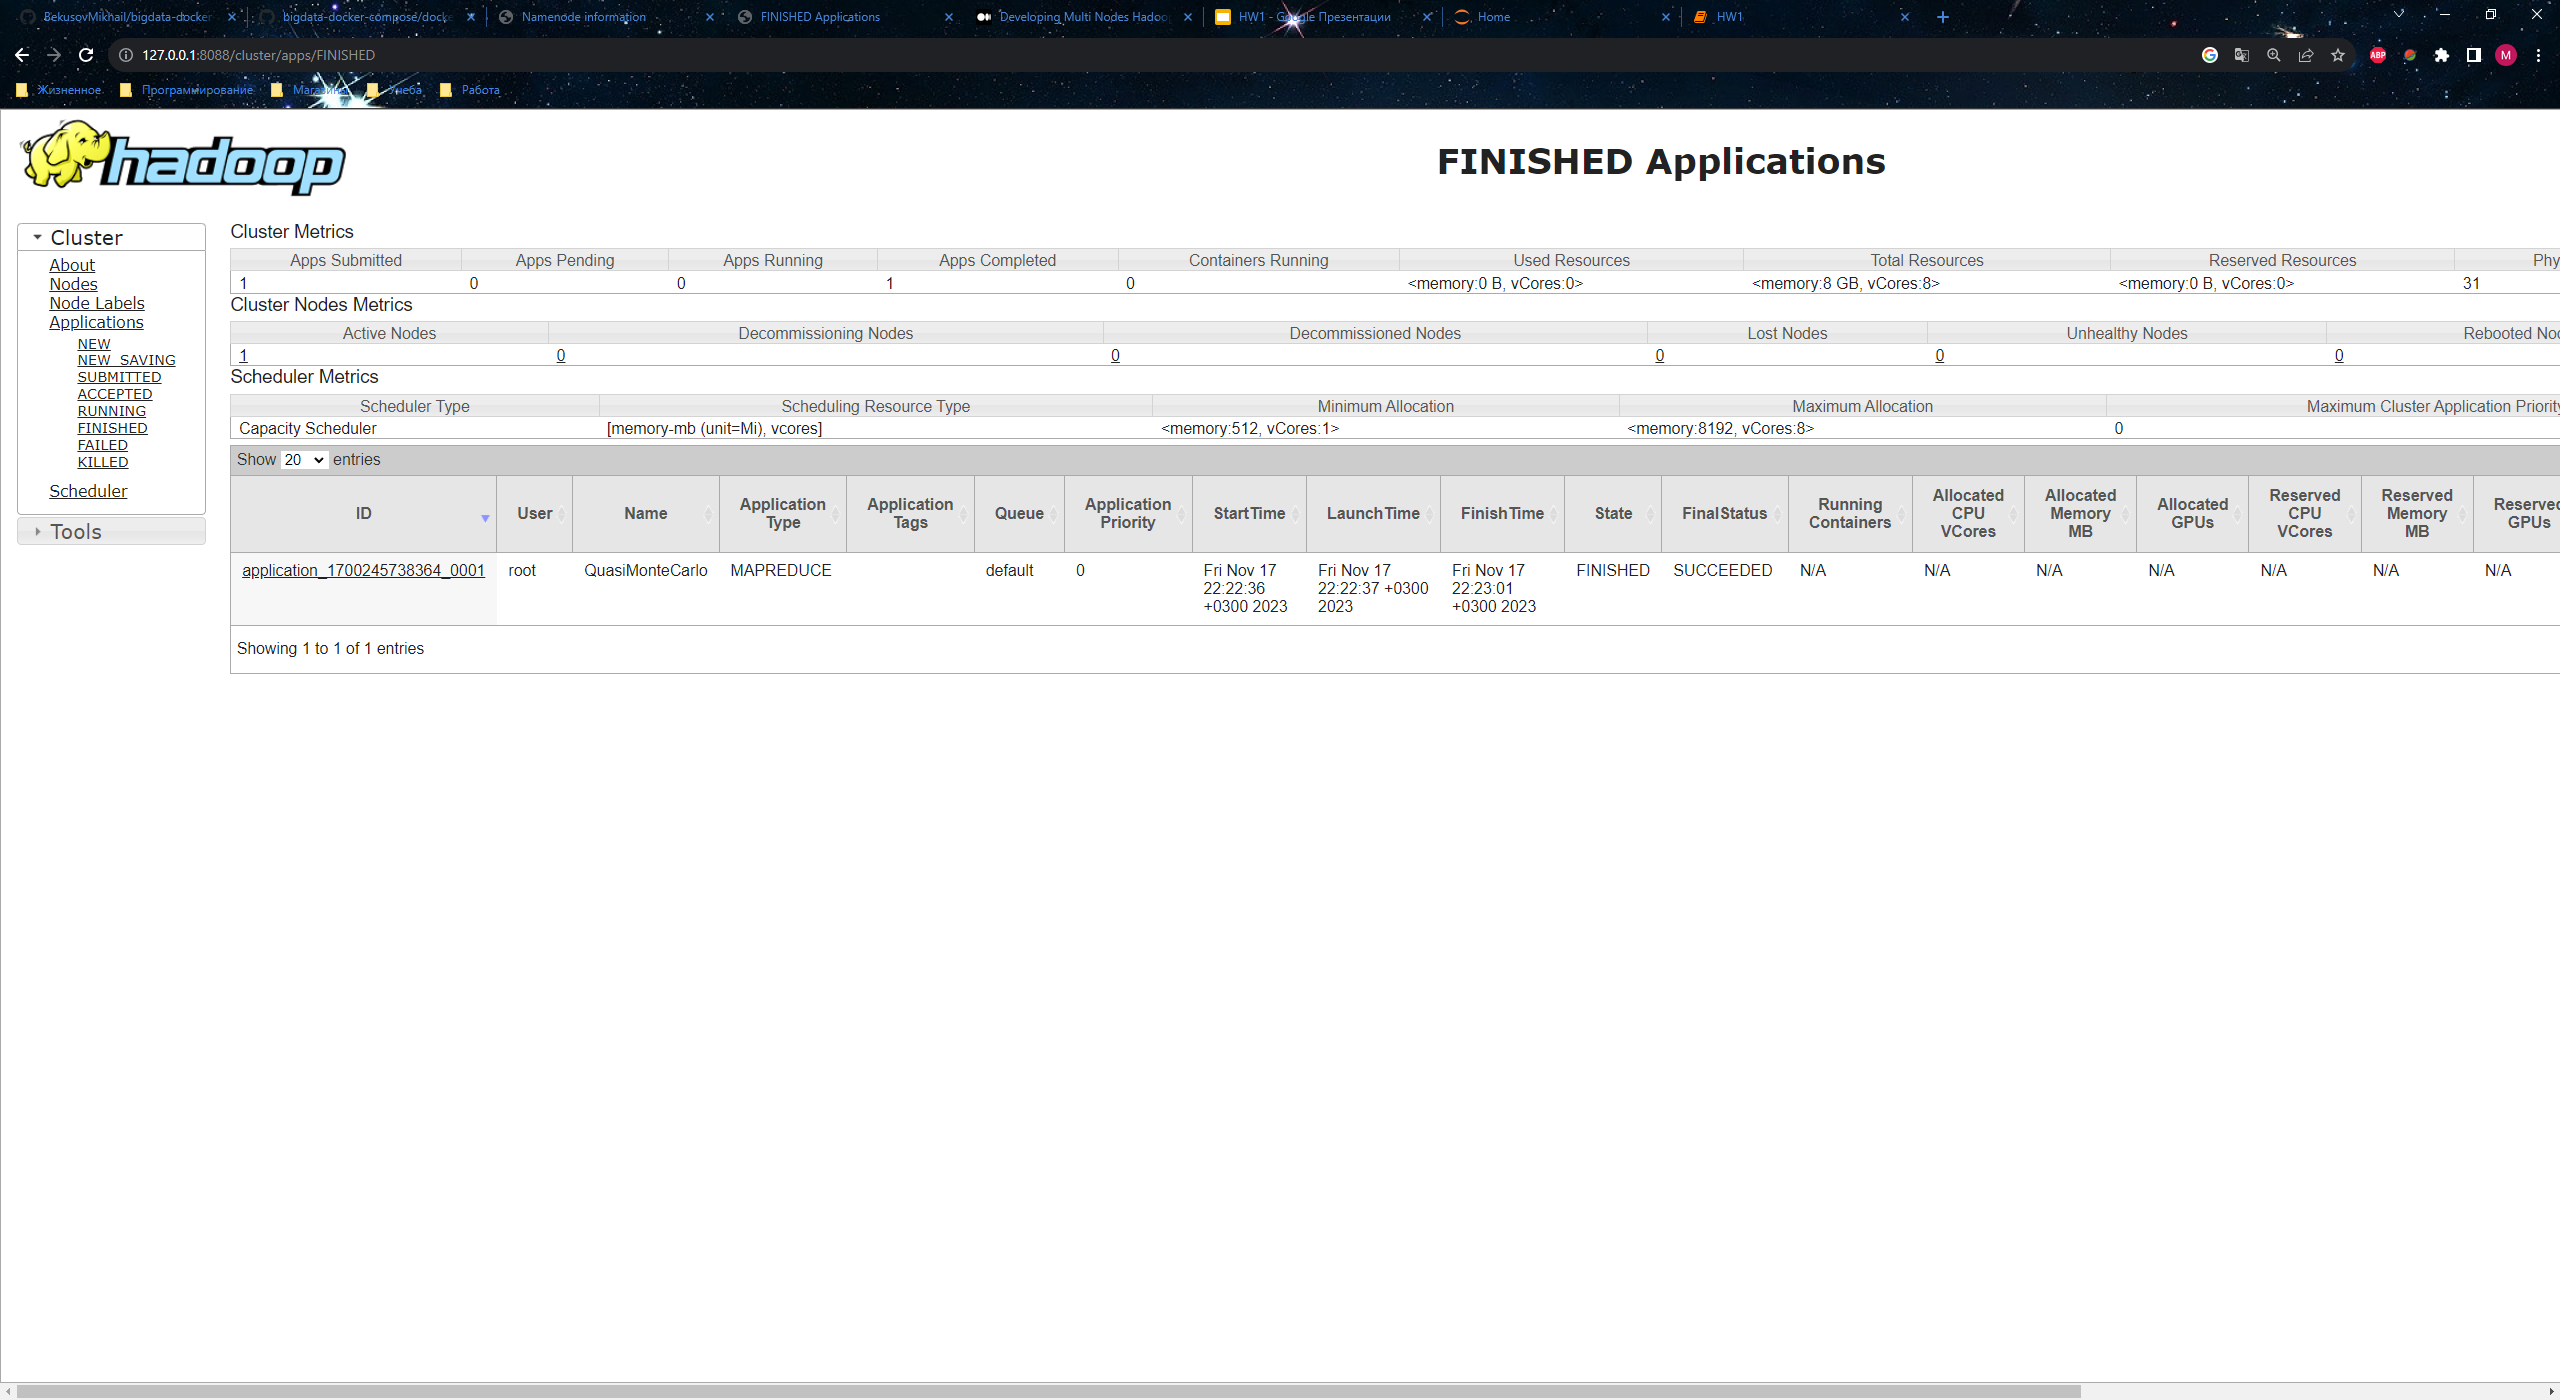 BekusovMikhail/bigdata-docker
bigdata-docker-compose/docke
Namenode information
FINISHED Applications
Developing Multi Nodes Hadoo
HW1 - Google Презентации
Home
HW1
127.0.0.1:8088/cluster/apps/FINISHED
ABP
M
Жизненное Программирование Магазины Учеба Работа
hadoop
FINISHED Applications
Cluster
About
Nodes
Node Labels
Applications
NEW
NEW_SAVING
SUBMITTED
ACCEPTED
RUNNING
FINISHED
FAILED
KILLED
Scheduler
Tools
Cluster Metrics
Apps Submitted Apps Pending Apps Running Apps Completed Containers Running Used Resources Total Resources Reserved Resources Phy
1 0 0 1 0 <memory:0 B, vCores:0> <memory:8 GB, vCores:8> <memory:0 B, vCores:0> 31
Cluster Nodes Metrics
Active Nodes Decommissioning Nodes Decommissioned Nodes Lost Nodes Unhealthy Nodes Rebooted Noc
1 0 0 0 0 0
Scheduler Metrics
Scheduler Type Scheduling Resource Type Minimum Allocation Maximum Allocation Maximum Cluster Application Priority
Capacity Scheduler [memory-mb (unit=Mi), vcores] <memory:512, vCores:1> <memory:8192, vCores:8> 0
Show 20 entries
ID User Name Application Type Application Tags Queue Application Priority StartTime LaunchTime FinishTime State FinalStatus Running Containers Allocated CPU VCores Allocated Memory MB Allocated GPUs Reserved CPU VCores Reserved Memory MB Reserved GPUs
application_1700245738364_0001 root QuasiMonteCarlo MAPREDUCE default 0 Fri Nov 17 22:22:36 +0300 2023 Fri Nov 17 22:22:37 +0300 2023 Fri Nov 17 22:23:01 +0300 2023 FINISHED SUCCEEDED N/A N/A N/A N/A N/A N/A N/A
Showing 1 to 1 of 1 entries